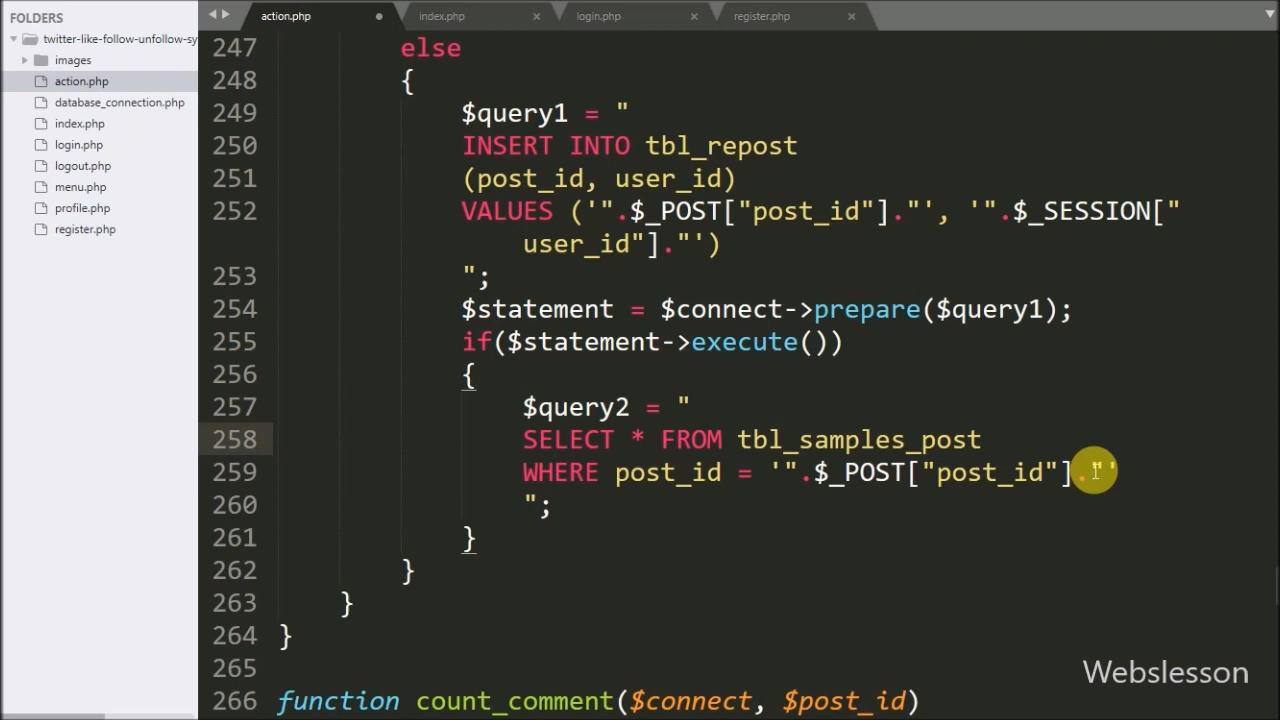 FOLDERS
twitter-like-follow-unfollow-sy
images
action.php
database_connection.php
index.php
login.php
logout.php
menu.php
profile.php
register.php
action.php index.php login.php register.php
247 else
248 {
249 $query1 = "
250 INSERT INTO tbl_repost
251 (post_id, user_id)
252 VALUES ('".$_POST["post_id"]."', '".$_SESSION["
user_id"]."')
253 ";
254 $statement = $connect->prepare($query1);
255 if($statement->execute())
256 {
257 $query2 = "
258 SELECT * FROM tbl_samples_post
259 WHERE post_id = '".$_POST["post_id"]."'
260 ";
261 }
262 }
263 }
264 }
265
266 function count_comment($connect, $post_id)
Webslesson